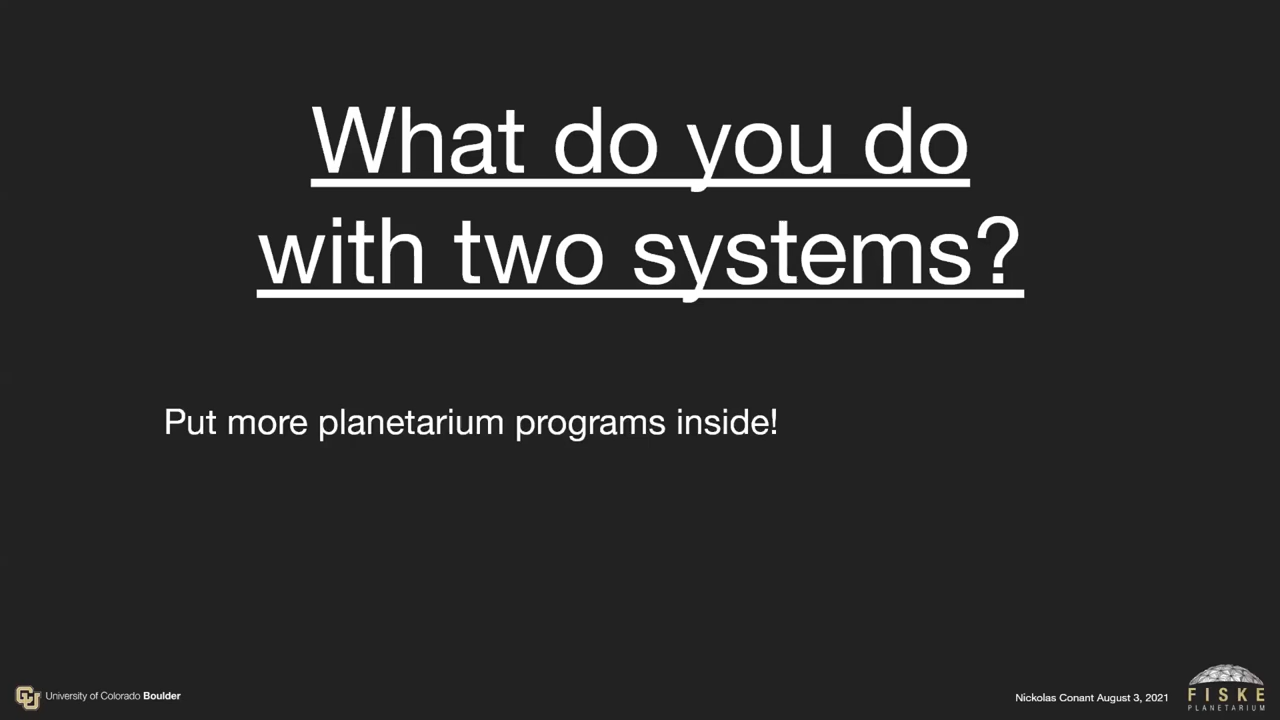 What do you do
with two systems?
Put more planetarium programs inside!
CU University of Colorado Boulder
Nickolas Conant August 3, 2021
FISKE
PLANETARIUM